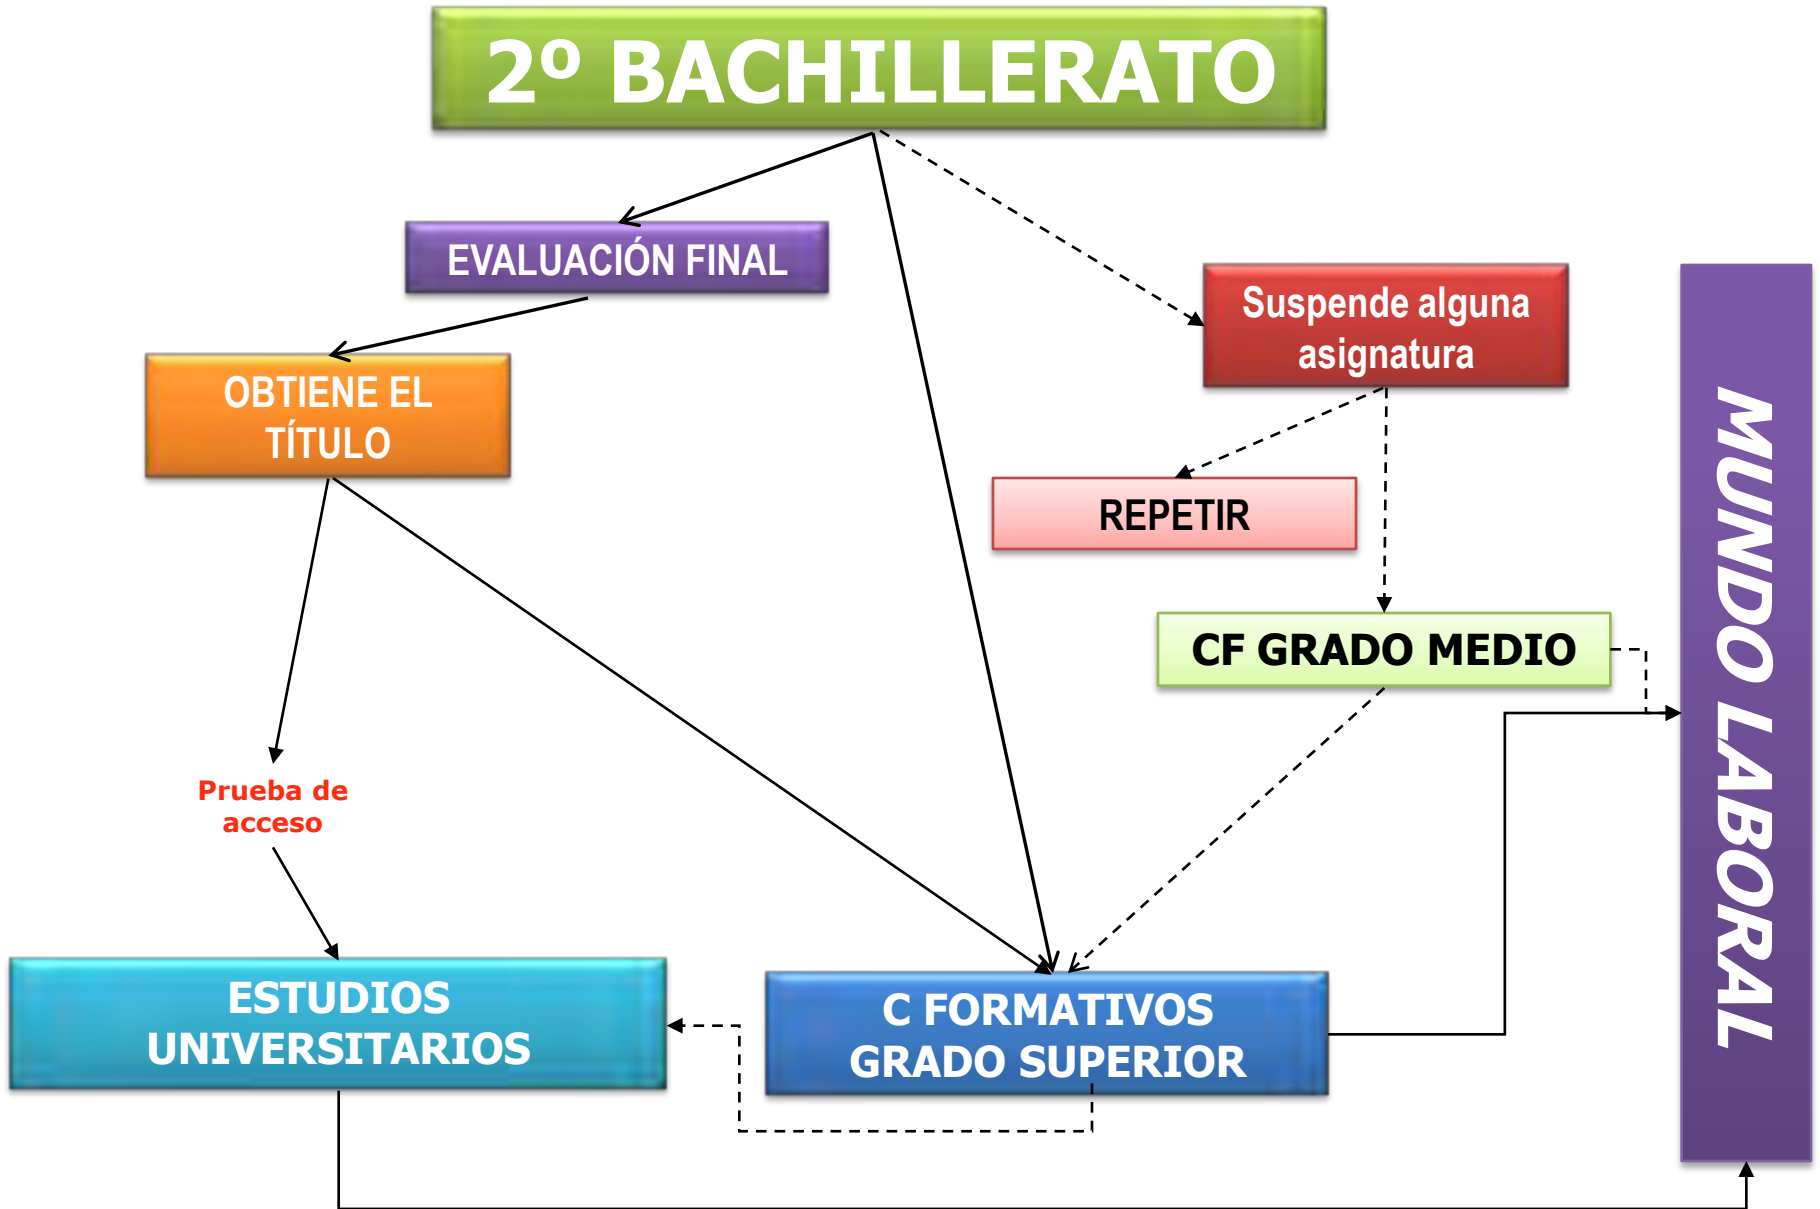 2º BACHILLERATO
EVALUACIÓN FINAL
Suspende alguna
asignatura
OBTIENE EL
TÍTULO
REPETIR
CF GRADO MEDIO
MUNDO LABORAL
Prueba de
acceso
ESTUDIOS
UNIVERSITARIOS
C FORMATIVOS
GRADO SUPERIOR